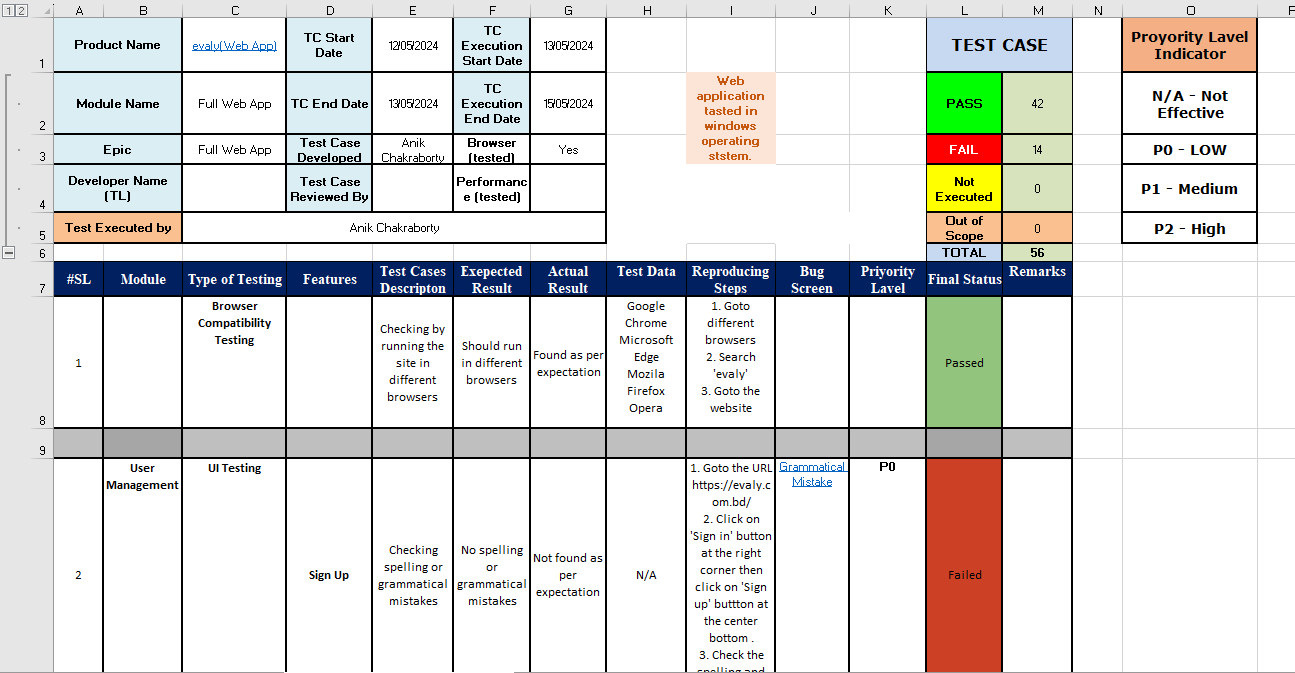 1 2
A B C D E F G H I J K L M N O
1
Product Name
evaly(Web App)
TC Start
Date
12/05/2024
TC
Execution
Start Date
13/05/2024
TEST CASE
Proyority Lavel
Indicator
2
Module Name
Full Web App
TC End Date
13/05/2024
TC
Execution
End Date
15/05/2024
Web
application
tasted in
windows
operating
ststem.
PASS
42
N/A - Not
Effective
3
Epic
Full Web App
Test Case
Developed
Anik
Chakraborty
Browser
(tested)
Yes
FAIL
14
P0 - LOW
4
Developer Name
(TL)
Test Case
Reviewed By
Performanc
e (tested)
Not
Executed
0
P1 - Medium
5
Test Executed by
Anik Chakraborty
Out of
Scope
0
P2 - High
6
TOTAL
56
7
#SL
Module
Type of Testing
Features
Test Cases
Descripton
Exepected
Result
Actual
Result
Test Data
Reproducing
Steps
Bug
Screen
Priyority
Level
Final Status
Remarks
8
1
Browser
Compatibility
Testing
Checking by
running the
site in
different
browsers
Should run
in different
browsers
Found as per
expectation
Google
Chrome
Microsoft
Edge
Mozila
Firefox
Opera
1. Goto
different
browsers
2. Search
'evaly'
3. Goto the
website
Passed
9
2
User
Management
UI Testing
Sign Up
Checking
spelling or
grammatical
mistakes
No spelling
or
grammatical
mistakes
Not found as
per
expectation
N/A
1. Goto the URL
https://evaly.c
om.bd/
2. Click on
'Sign in' button
at the right
corner then
click on 'Sign
up' buttton at
the center
bottom .
3. Check the
spelling and
Grammatical
Mistake
P0
Failed